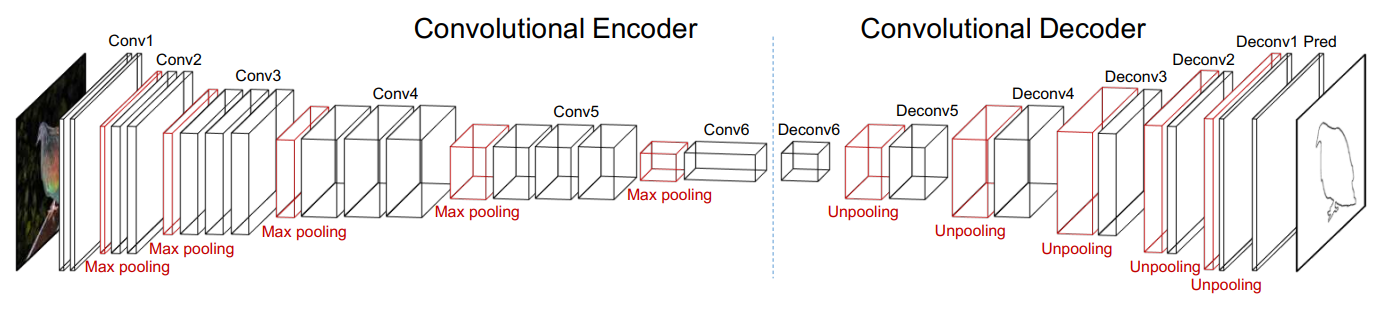 Convolutional Encoder
Convolutional Decoder
Conv1
Conv2
Conv3
Conv4
Conv5
Conv6
Deconv6
Deconv5
Deconv4
Deconv3
Deconv2
Deconv1 Pred
Max pooling
Max pooling
Max pooling
Max pooling
Max pooling
Unpooling
Unpooling
Unpooling
Unpooling
Unpooling